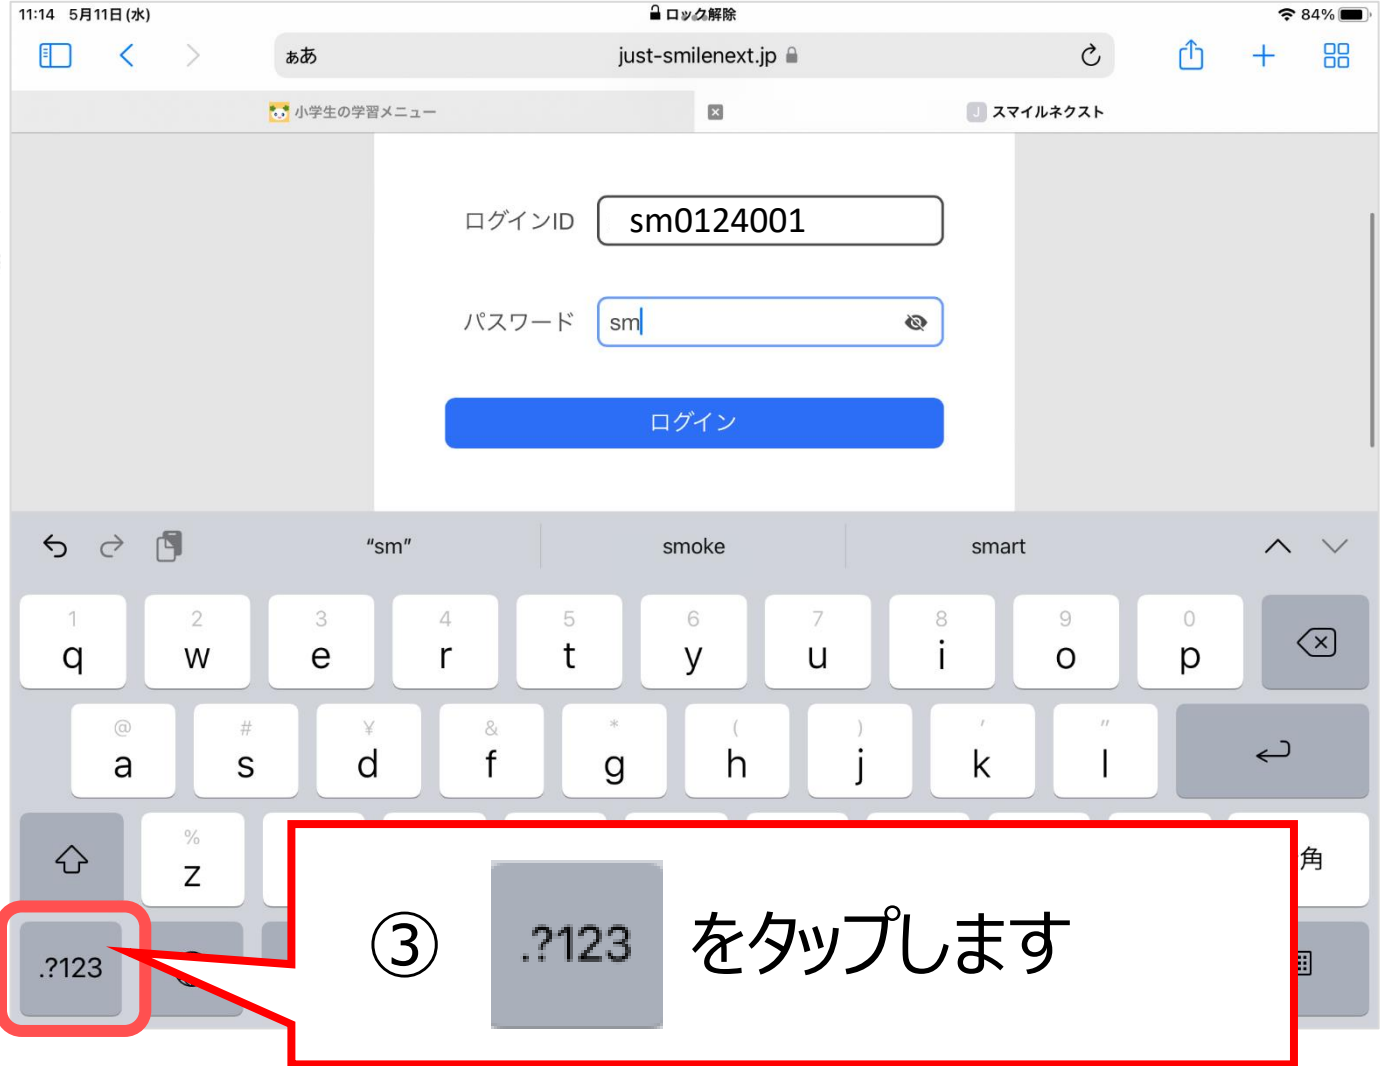 11:14 5月11日(水) ロック解除 84%
ぁあ just-smilenext.jp
小学生の学習メニュー J スマイルネクスト
ログインID sm0124001
パスワード sm
ログイン
“sm” smoke smart
1 2 3 4 5 6 7 8 9 0
q w e r t y u i o p
@ # ¥ & * ( ) ' "
a s d f g h j k l
%
z 角
.?123
③ .?123 をタップします